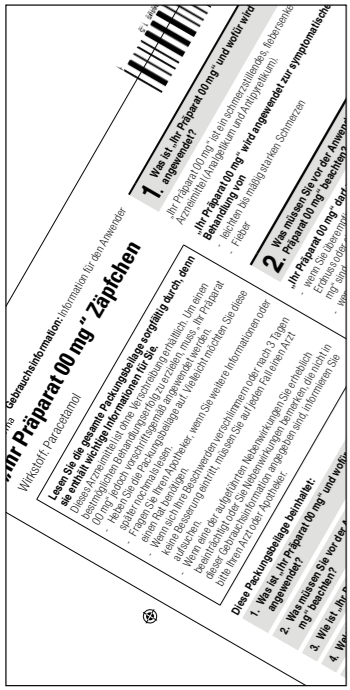 Gebrauchsinformation: Information für den Anwender
„Ihr Präparat 00 mg“ Zäpfchen
Wirkstoff: Paracetamol
Lesen Sie die gesamte Packungsbeilage sorgfältig durch, denn
sie enthält wichtige Informationen für Sie.
Dieses Arzneimittel ist ohne Verschreibung erhältlich. Um einen
bestmöglichen Behandlungserfolg zu erzielen, muss „Ihr Präparat
00 mg“ jedoch vorschriftsgemäß angewendet werden.
- Heben Sie die Packungsbeilage auf. Vielleicht möchten Sie diese
später nochmals lesen.
- Fragen Sie Ihren Apotheker, wenn Sie weitere Informationen oder
einen Rat benötigen.
- Wenn sich Ihre Beschwerden verschlimmern oder nach 3 Tagen
keine Besserung eintritt, müssen Sie auf jeden Fall einen Arzt
aufsuchen.
- Wenn eine der aufgeführten Nebenwirkungen Sie erheblich
beeinträchtigt oder Sie Nebenwirkungen bemerken, die nicht in
dieser Gebrauchsinformation angegeben sind, informieren Sie
bitte Ihren Arzt oder Apotheker.
Diese Packungsbeilage beinhaltet:
1. Was ist „Ihr Präparat 00 mg“ und wofür
angewendet?
2. Was müssen Sie vor der
mg“ beachten?
3. Wie ist „Ihr
4.
1. Was ist „Ihr Präparat 00 mg“ und wofür wird
angewendet?
„Ihr Präparat 00 mg“ ist ein schmerzstillendes, fiebersenke
Arzneimittel (Analgetikum und Antipyretikum).
„Ihr Präparat 00 mg“ wird angewendet zur symptomatische
Behandlung von
- leichten bis mäßig starken Schmerzen
- Fieber
2. Was müssen Sie vor der Anwen
Präparat 00 mg“ beachten?
„Ihr Präparat 00 mg“ darf
- wenn Sie überempf
Erdnuss oder
mg“ sind